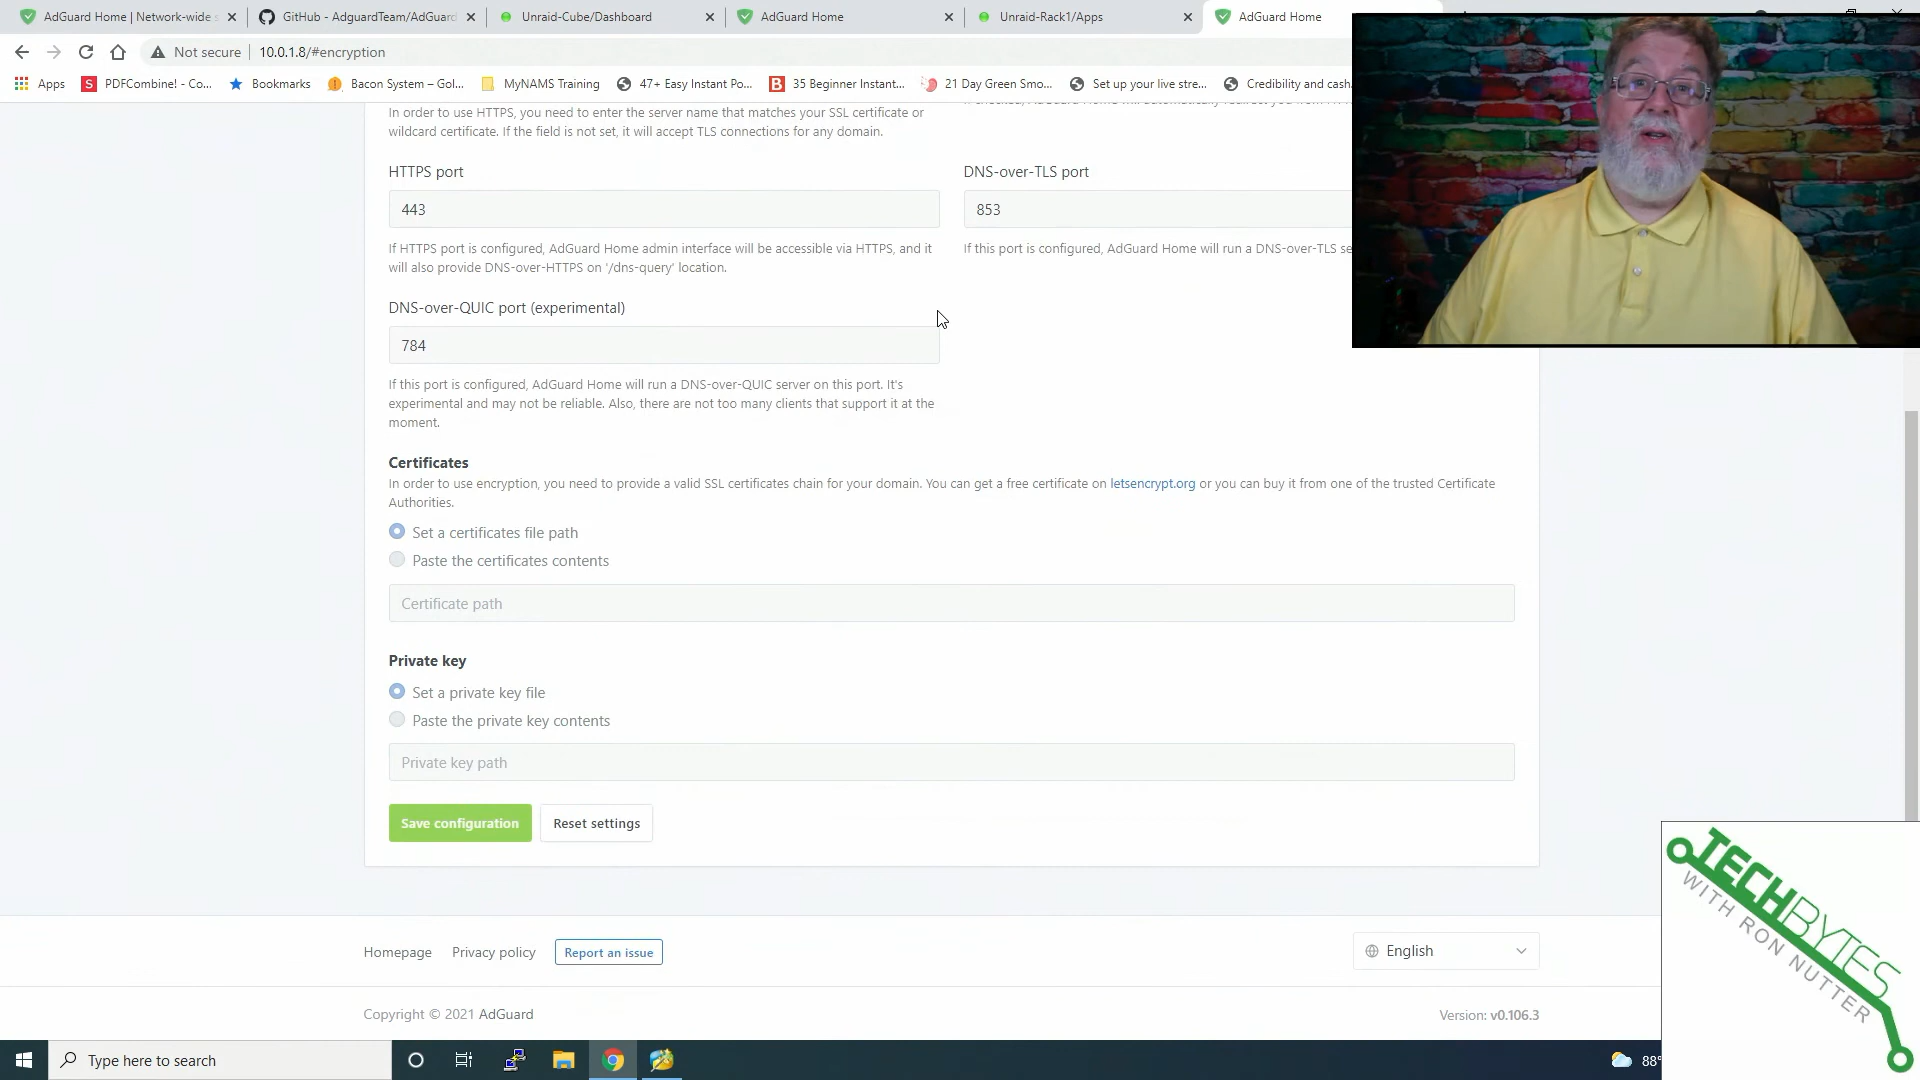 AdGuard Home | Network-wide s
GitHub - AdguardTeam/AdGuard
Unraid-Cube/Dashboard
AdGuard Home
Unraid-Rack1/Apps
AdGuard Home
Not secure
10.0.1.8/#encryption
Apps
PDFCombine! - Co...
Bookmarks
Bacon System – Gol...
MyNAMS Training
47+ Easy Instant Po...
35 Beginner Instant...
21 Day Green Smo...
Set up your live stre...
Credibility and cash
In order to use HTTPS, you need to enter the server name that matches your SSL certificate or
wildcard certificate. If the field is not set, it will accept TLS connections for any domain.
HTTPS port
DNS-over-TLS port
443
853
If HTTPS port is configured, AdGuard Home admin interface will be accessible via HTTPS, and it
will also provide DNS-over-HTTPS on '/dns-query' location.
If this port is configured, AdGuard Home will run a DNS-over-TLS se
DNS-over-QUIC port (experimental)
784
If this port is configured, AdGuard Home will run a DNS-over-QUIC server on this port. It's
experimental and may not be reliable. Also, there are not too many clients that support it at the
moment.
Certificates
In order to use encryption, you need to provide a valid SSL certificates chain for your domain. You can get a free certificate on letsencrypt.org or you can buy it from one of the trusted Certificate
Authorities.
Set a certificates file path
Paste the certificates contents
Certificate path
Private key
Set a private key file
Paste the private key contents
Private key path
Save configuration
Reset settings
Homepage
Privacy policy
Report an issue
English
Copyright © 2021 AdGuard
Version: v0.106.3
TECHBYTES
WITH RON NUTTER
Type here to search
88°